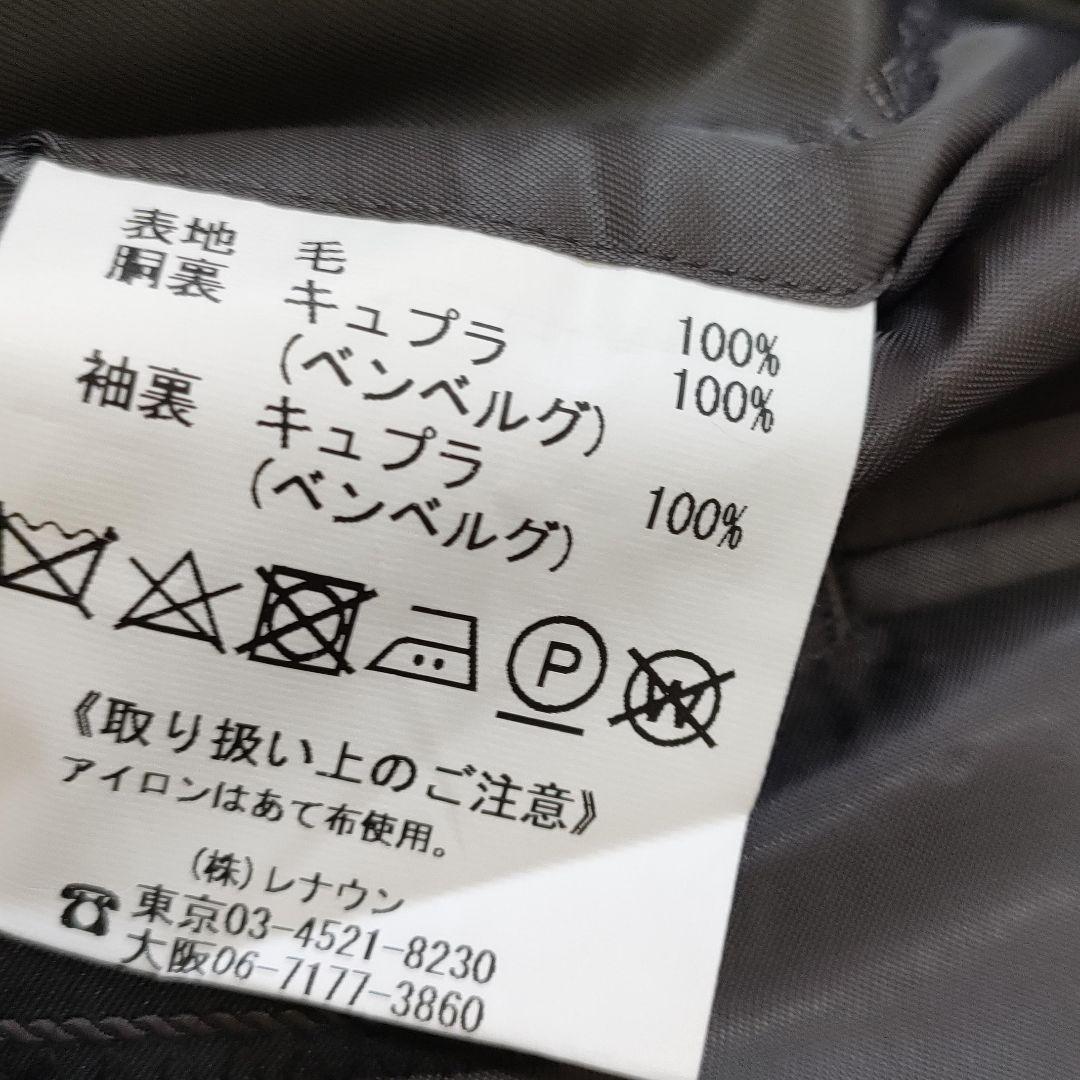 表地 毛 100%
胴裏 キュプラ 100%
(ベンベルグ)
袖裏 キュプラ 100%
(ベンベルグ)
P W
《取り扱い上のご注意》
アイロンはあて布使用。
(株)レナウン
☎東京03-4521-8230
大阪06-7177-3860